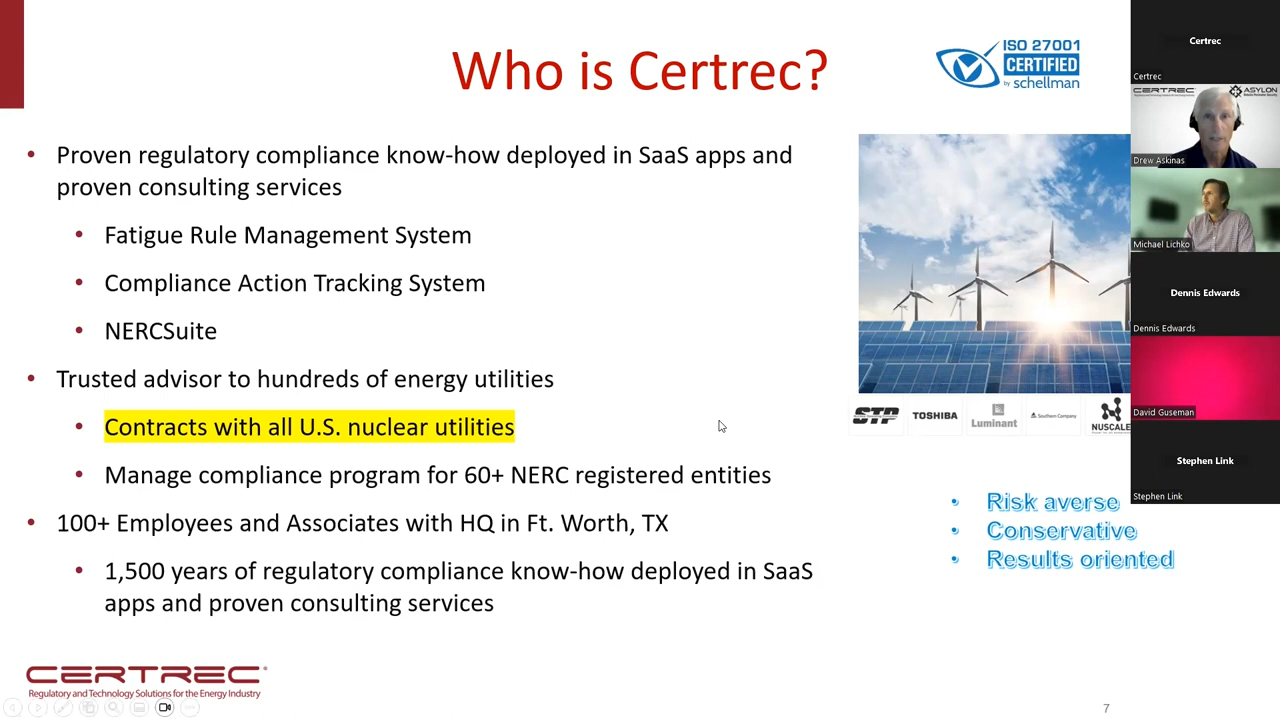 Who is Certrec?
ISO 27001
CERTIFIED
by schellman
• Proven regulatory compliance know-how deployed in SaaS apps and
proven consulting services
• Fatigue Rule Management System
• Compliance Action Tracking System
• NERCSuite
• Trusted advisor to hundreds of energy utilities
• Contracts with all U.S. nuclear utilities
• Manage compliance program for 60+ NERC registered entities
• 100+ Employees and Associates with HQ in Ft. Worth, TX
• 1,500 years of regulatory compliance know-how deployed in SaaS
apps and proven consulting services
STP
TOSHIBA
Luminant
Southern Company
NUSCALE
• Risk averse
• Conservative
• Results oriented
CERTREC
Regulatory and Technology Solutions for the Energy Industry
7
Certrec
Certrec
CERTREC
ASYLON
Drew Askinas
Michael Lichko
Dennis Edwards
Dennis Edwards
David Guseman
Stephen Link
Stephen Link